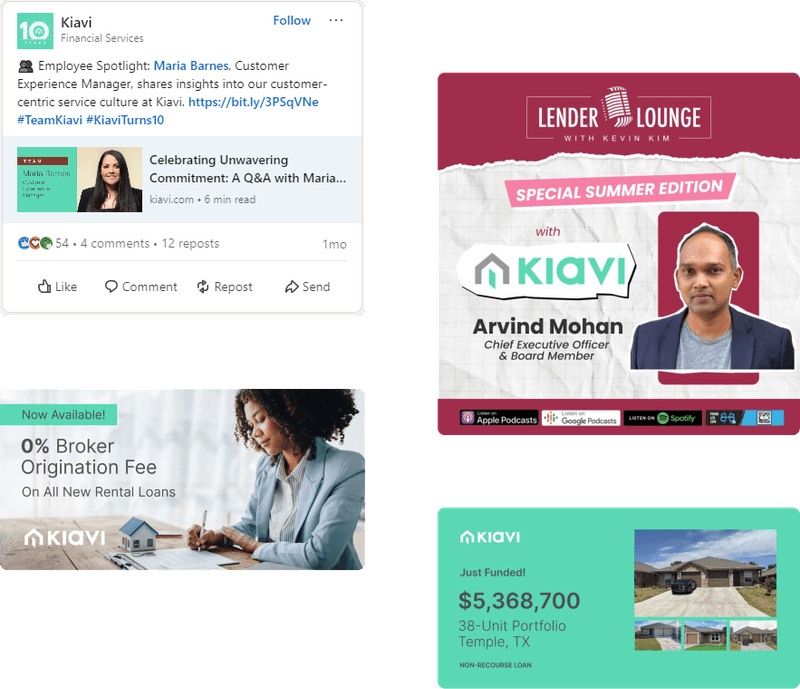 10
YEARS
Kiavi
Financial Services
Follow
Employee Spotlight: Maria Barnes, Customer
Experience Manager, shares insights into our customer-
centric service culture at Kiavi. https://bit.ly/3PSqVNe
#TeamKiavi #KiaviTurns10
TEAM
Maria Barnes
Customer
Experience
Manager
Celebrating Unwavering
Commitment: A Q&A with Maria...
kiavi.com • 6 min read
54 • 4 comments • 12 reposts
1mo
Like
Comment
Repost
Send
LENDER LOUNGE
WITH KEVIN KIM
SPECIAL SUMMER EDITION
with
KIAVI
Arvind Mohan
Chief Executive Officer
& Board Member
Listen on
Apple Podcasts
Listen on
Google Podcasts
LISTEN ON
Spotify
FIND
US
ON
Now Available!
0% Broker
Origination Fee
On All New Rental Loans
KIAVI
KIAVI
Just Funded!
$5,368,700
38-Unit Portfolio
Temple, TX
NON-RECOURSE LOAN